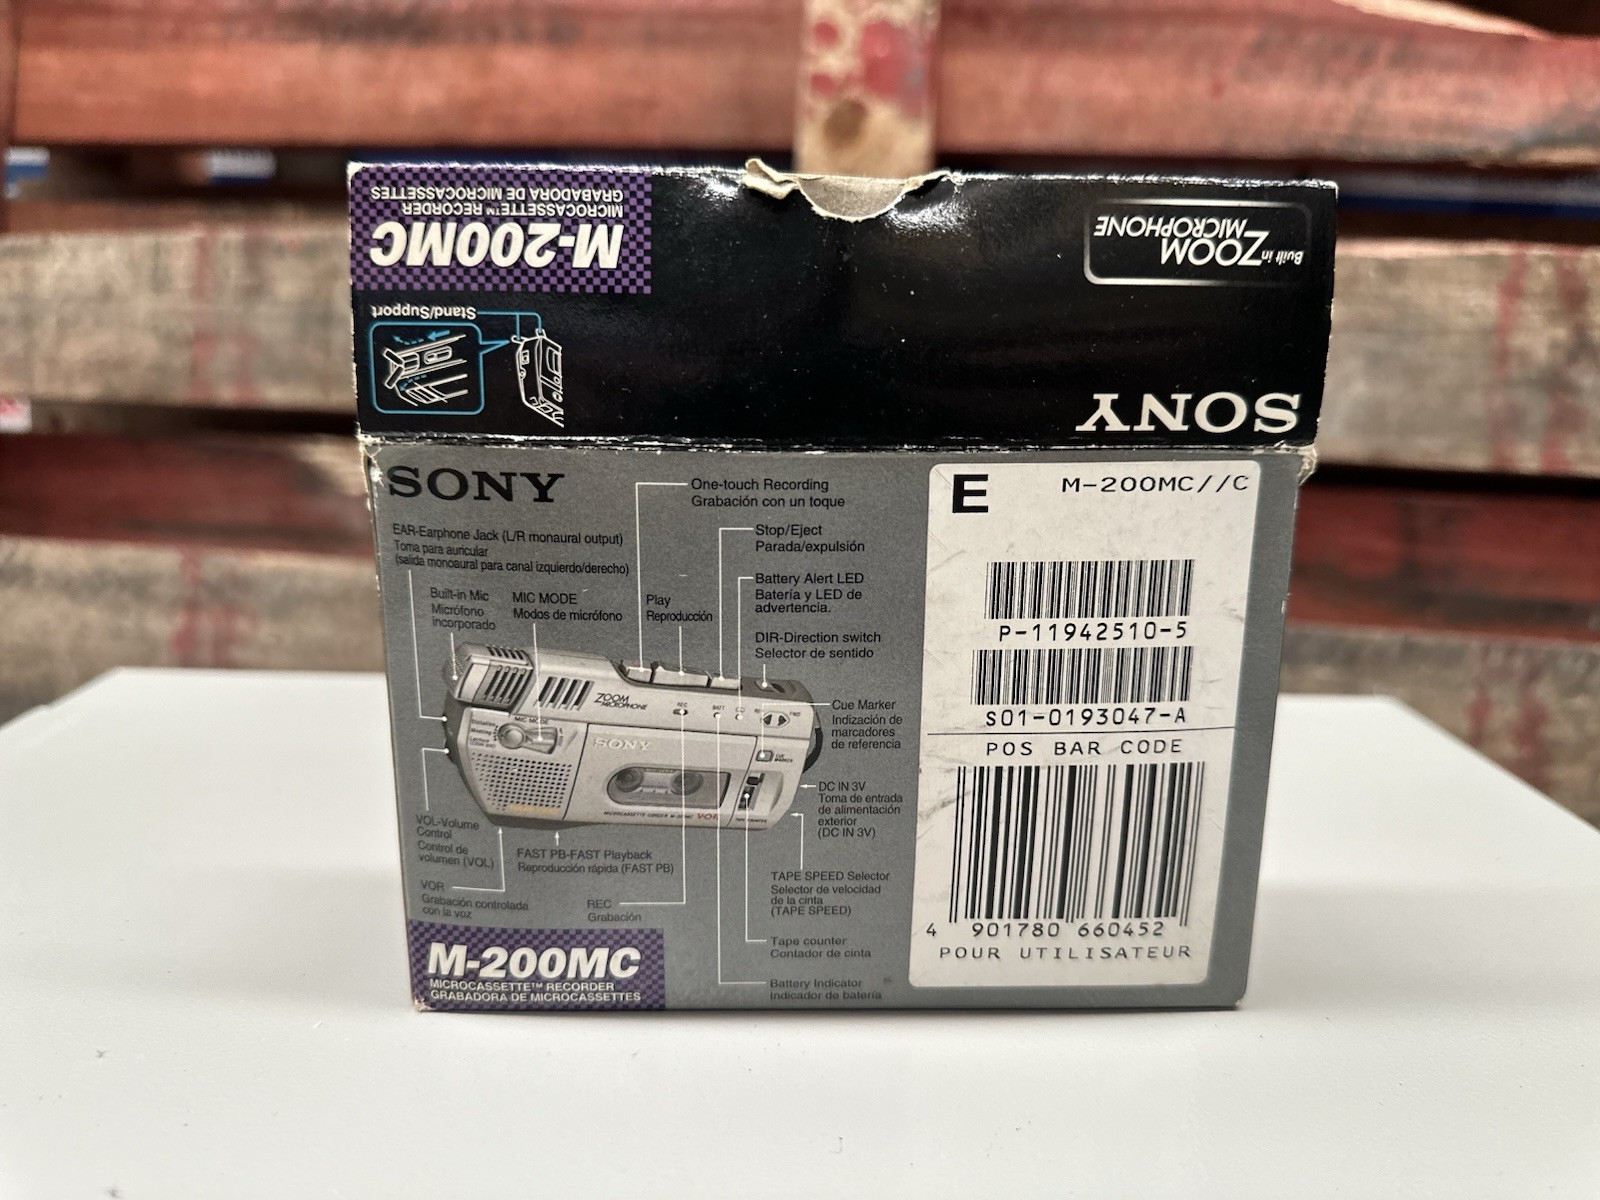 MICROCASSETTE™ RECORDER
GRABADORA DE MICROCASSETTES
M-200MC
Stand/Support
Built in
ZOOM
MICROPHONE
SONY
SONY
One-touch Recording
Grabación con un toque
EAR-Earphone Jack (L/R monaural output)
Toma para auricular
(salida monoaural para canal izquierdo/derecho)
Stop/Eject
Parada/expulsión
Built-in Mic
Micrófono
incorporado
MIC MODE
Modos de micrófono
Play
Reproducción
Battery Alert LED
Batería y LED de
advertencia.
DIR-Direction switch
Selector de sentido
Cue Marker
Indización de
marcadores
de referencia
ZOOM
MICROPHONE
REC
BATT
MIC MODE
SONY
CUE
MARKER
VOR
DC IN 3V
Toma de entrada
de alimentación
exterior
(DC IN 3V)
VOL-Volume
Control
Control de
volumen (VOL)
FAST PB-FAST Playback
Reproducción rápida (FAST PB)
VOR
Grabación controlada
con la voz
REC
Grabación
TAPE SPEED Selector
Selector de velocidad
de la cinta
(TAPE SPEED)
Tape counter
Contador de cinta
Battery Indicator
Indicador de batería
M-200MC
MICROCASSETTE™ RECORDER
GRABADORA DE MICROCASSETTES
E M-200MC//C
P-11942510-5
S01-0193047-A
POS BAR CODE
4 901780 660452
POUR UTILISATEUR